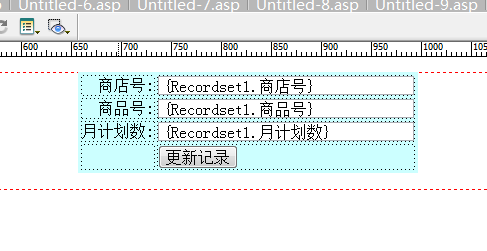 Untitled-6.asp Untitled-7.asp Untitled-8.asp Untitled-9.asp
600 650 700 750 800 850 900 950 1000 105
商店号: {Recordset1.商店号}
商品号: {Recordset1.商品号}
月计划数: {Recordset1.月计划数}
更新记录